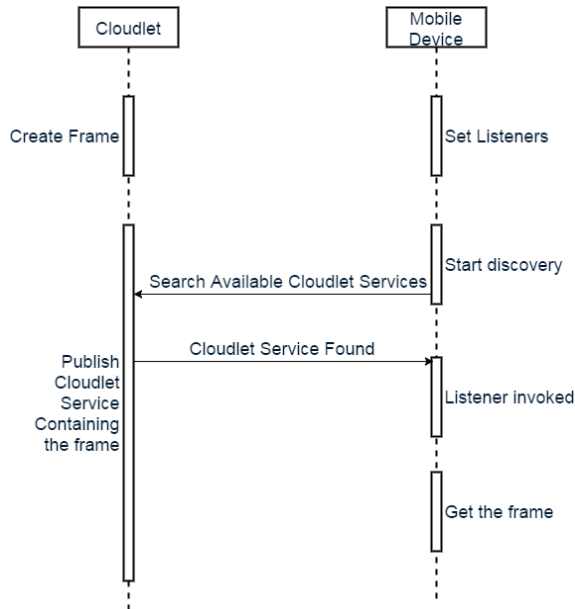 Cloudlet
Mobile
Device
Create Frame
Set Listeners
Start discovery
Search Available Cloudlet Services
Cloudlet Service Found
Publish
Cloudlet
Service
Containing
the frame
Listener invoked
Get the frame